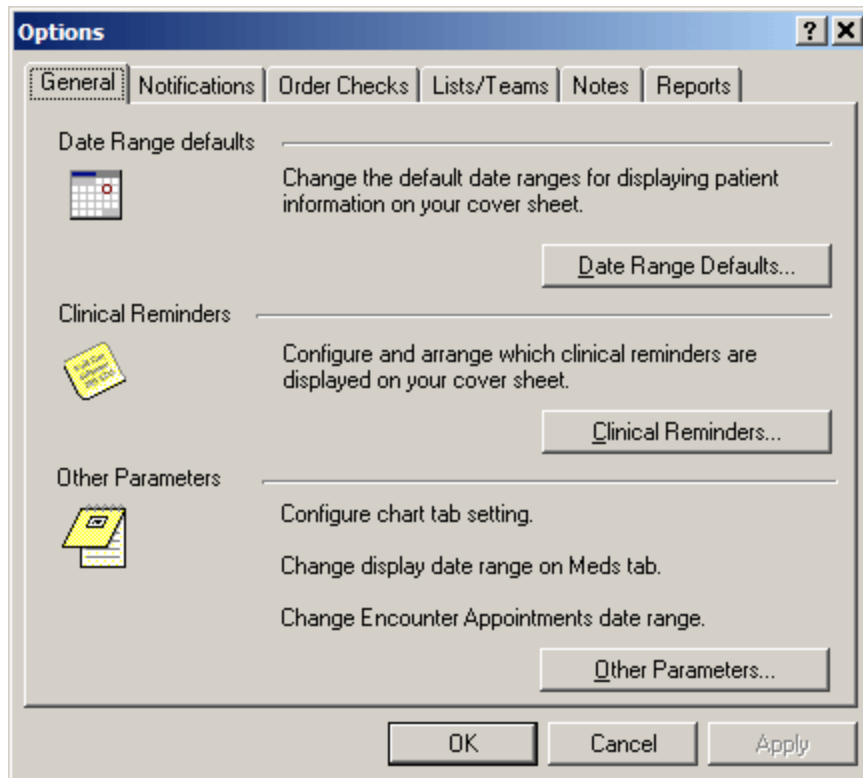 Options
General Notifications Order Checks Lists/Teams Notes Reports
Date Range defaults
Change the default date ranges for displaying patient
information on your cover sheet.
Date Range Defaults...
Clinical Reminders
Configure and arrange which clinical reminders are
displayed on your cover sheet.
Clinical Reminders...
Other Parameters
Configure chart tab setting.
Change display date range on Meds tab.
Change Encounter Appointments date range.
Other Parameters...
OK Cancel Apply